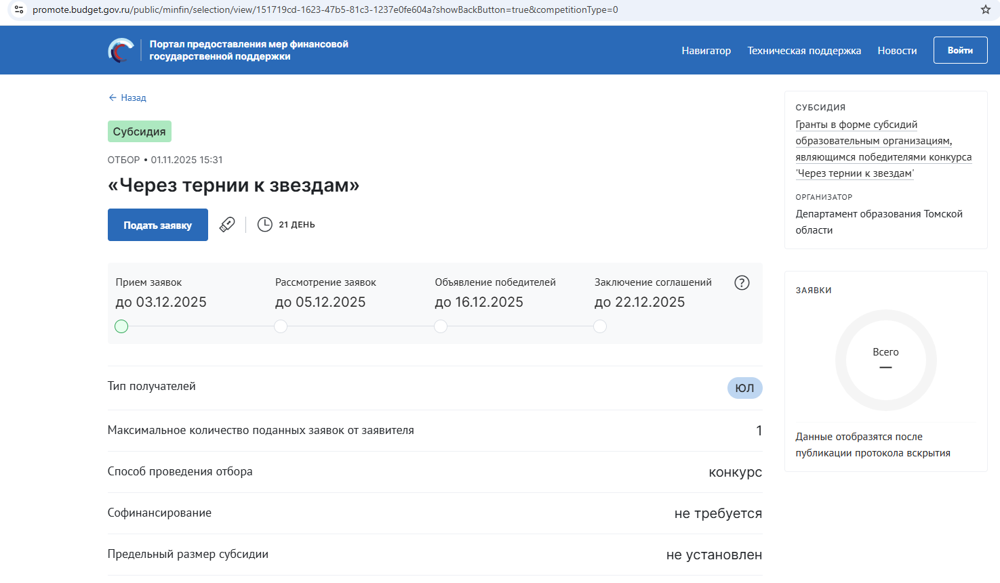 promote.budget.gov.ru/public/minfin/selection/view/151719cd-1623-47b5-81c3-1237e0fe604a?showBackButton=true&competitionType=0
Портал предоставления мер финансовой
государственной поддержки
Навигатор
Техническая поддержка
Новости
Войти
← Назад
Субсидия
ОТБОР • 01.11.2025 15:31
«Через тернии к звездам»
Подать заявку
21 ДЕНЬ
Прием заявок
до 03.12.2025
Рассмотрение заявок
до 05.12.2025
Объявление победителей
до 16.12.2025
Заключение соглашений
до 22.12.2025
?
Тип получателей
ЮЛ
Максимальное количество поданных заявок от заявителя
1
Способ проведения отбора
конкурс
Софинансирование
не требуется
Предельный размер субсидии
не установлен
СУБСИДИЯ
Гранты в форме субсидий
образовательным организациям,
являющимся победителями конкурса
'Через тернии к звездам'
ОРГАНИЗАТОР
Департамент образования Томской
области
ЗАЯВКИ
Всего
—
Данные отобразятся после
публикации протокола вскрытия